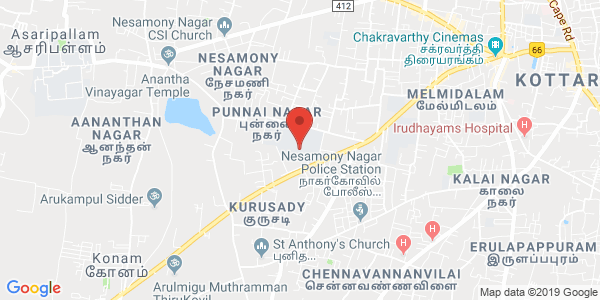 Asaripallam
ஆசரிபள்ளம்
Nesamony Nagar
CSI Church
412
Cape Rd
Chakravarthy Cinemas
சக்ரவர்த்தி
திரையரங்கம்
66
KOTTAR
NESAMONY
NAGAR
நேசமணி
நகர்
Anantha
Vinayagar Temple
MELMIDALAM
மேல்மிடலம்
PUNNAI NAGAR
புன்னை
நகர்
Irudhayams Hospital
AANANTHAN
NAGAR
ஆனந்தன்
நகர்
Nesamony Nagar
Police Station
நாகர்கோவில்
போலீஸ்...
KALAI NAGAR
காலை
நகர்
Arukampul Sidder
KURUSADY
குருசடி
St Anthony's Church
புனித
ERULAPPAPURAM
இருளப்பபுரம்
Konam
கோணம்
CHENNAVANNANVILAI
சென்னவண்ணவிளை
Arulmigu Muthramman
ThiruKovil
Google
Map data ©2019 Google